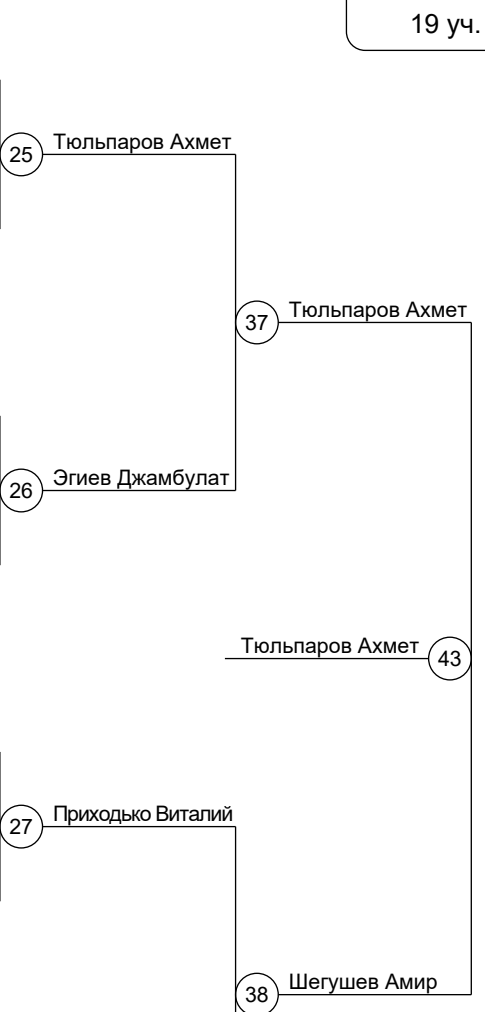 19 уч.
Тюльпаров Ахмет
25
Тюльпаров Ахмет
37
Эгиев Джамбулат
26
Тюльпаров Ахмет
43
Приходько Виталий
27
Шегушев Амир
38